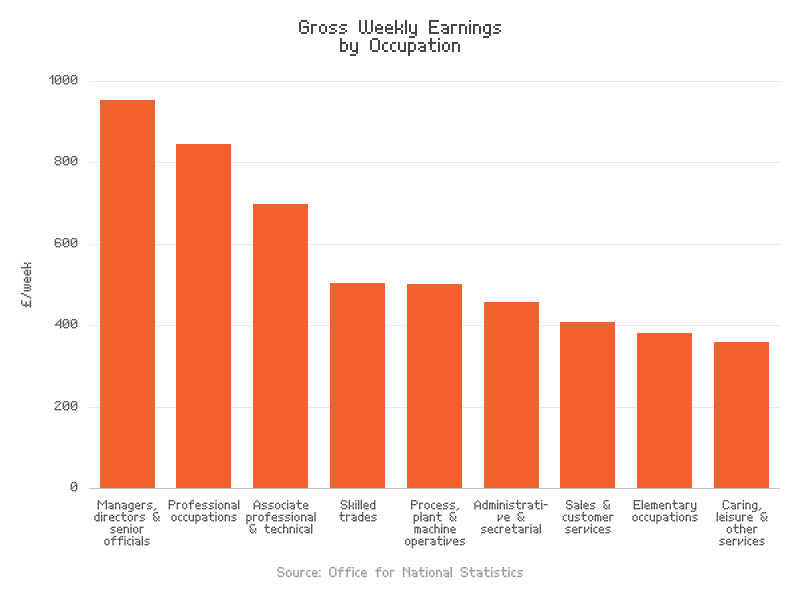 Gross Weekly Earnings
by Occupation
1000
800
600
400
200
0
£/week
Managers,
directors &
senior
officials
Professional
occupations
Associate
professional
& technical
Skilled
trades
Process,
plant &
machine
operatives
Administrati-
ve &
secretarial
Sales &
customer
services
Elementary
occupations
Caring,
leisure &
other
services
Source: Office for National Statistics